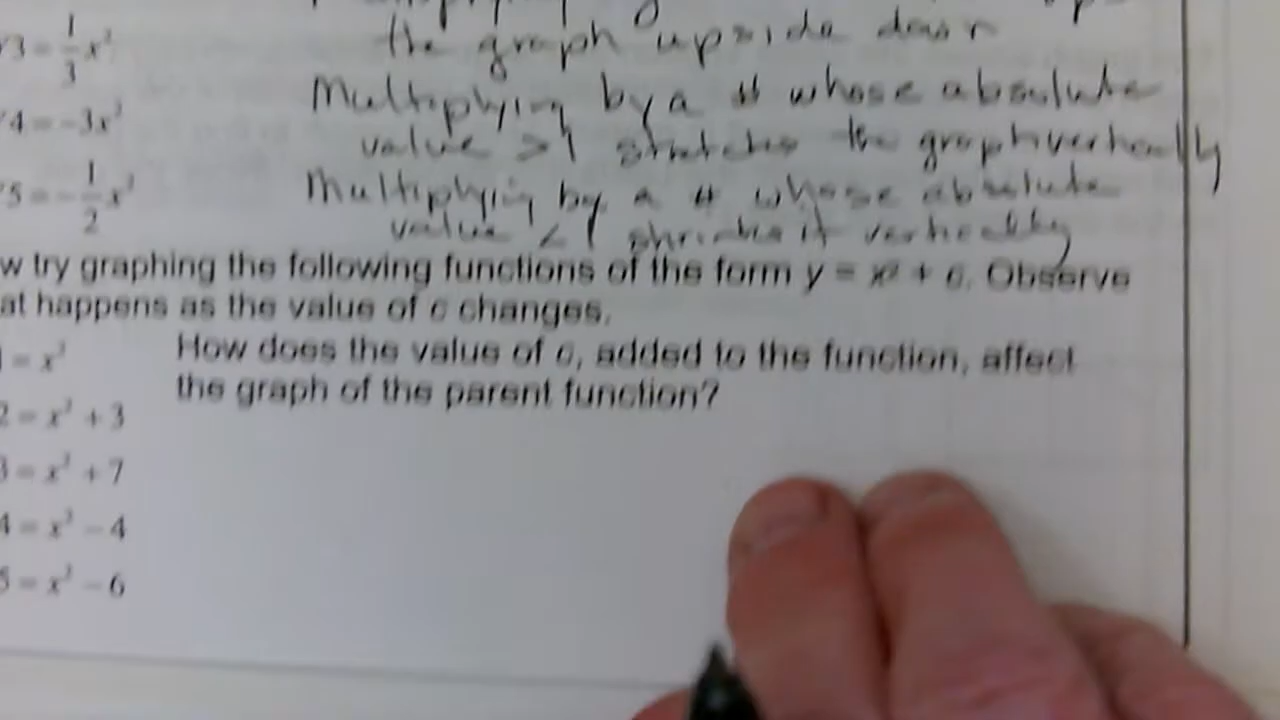 the graph upside down
Y3 = 1/3 x²
Multiplying by a # whose absolute
Y4 = -3x²
value >1 stretches the graph vertically
Y5 = -1/2 x²
Multiplying by a # whose absolute
value <1 shrinks it vertically
w try graphing the following functions of the form y = x² + c. Observe
at happens as the value of c changes.
1 = x²
How does the value of c, added to the function, affect
the graph of the parent function?
2 = x² + 3
3 = x² + 7
4 = x² - 4
5 = x² - 6